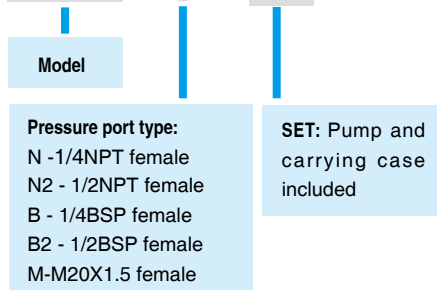 Model
Pressure port type:
N -1/4NPT female
N2 - 1/2NPT female
B - 1/4BSP female
B2 - 1/2BSP female
M-M20X1.5 female
SET: Pump and
carrying case
included